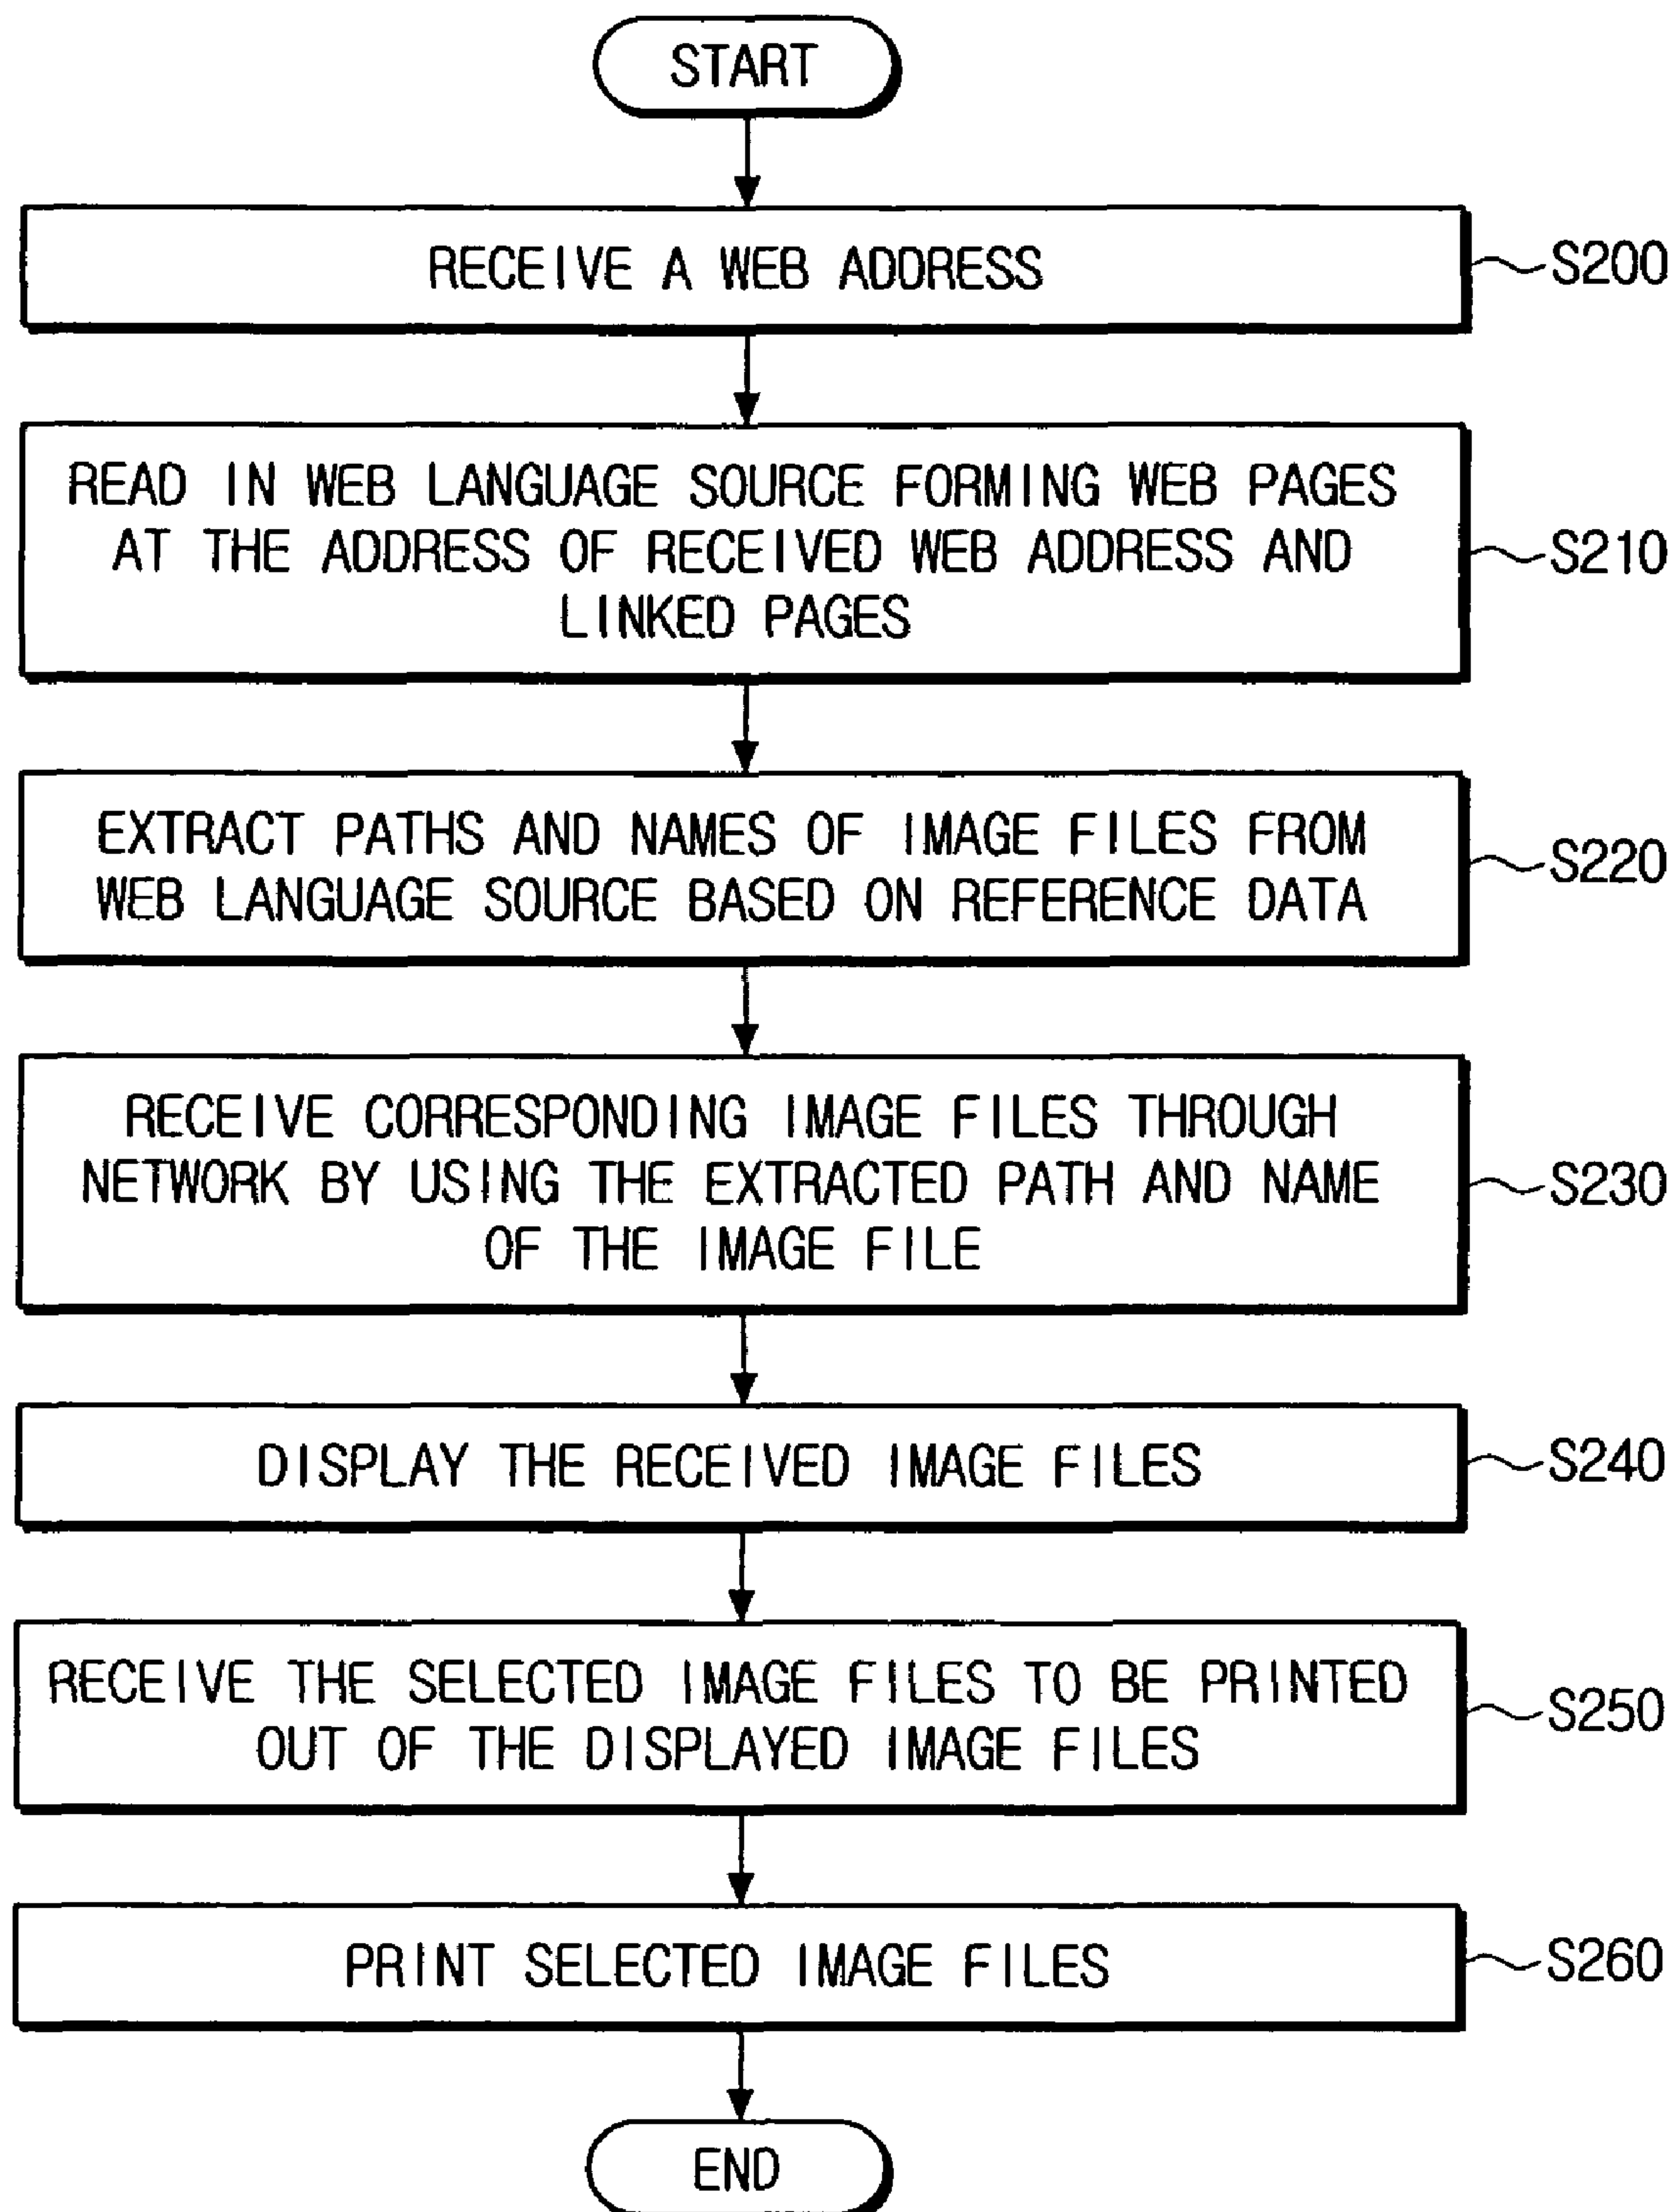 START
RECEIVE A WEB ADDRESS
S200
READ IN WEB LANGUAGE SOURCE FORMING WEB PAGES
AT THE ADDRESS OF RECEIVED WEB ADDRESS AND
LINKED PAGES
S210
EXTRACT PATHS AND NAMES OF IMAGE FILES FROM
WEB LANGUAGE SOURCE BASED ON REFERENCE DATA
S220
RECEIVE CORRESPONDING IMAGE FILES THROUGH
NETWORK BY USING THE EXTRACTED PATH AND NAME
OF THE IMAGE FILE
S230
DISPLAY THE RECEIVED IMAGE FILES
S240
RECEIVE THE SELECTED IMAGE FILES TO BE PRINTED
OUT OF THE DISPLAYED IMAGE FILES
S250
PRINT SELECTED IMAGE FILES
S260
END